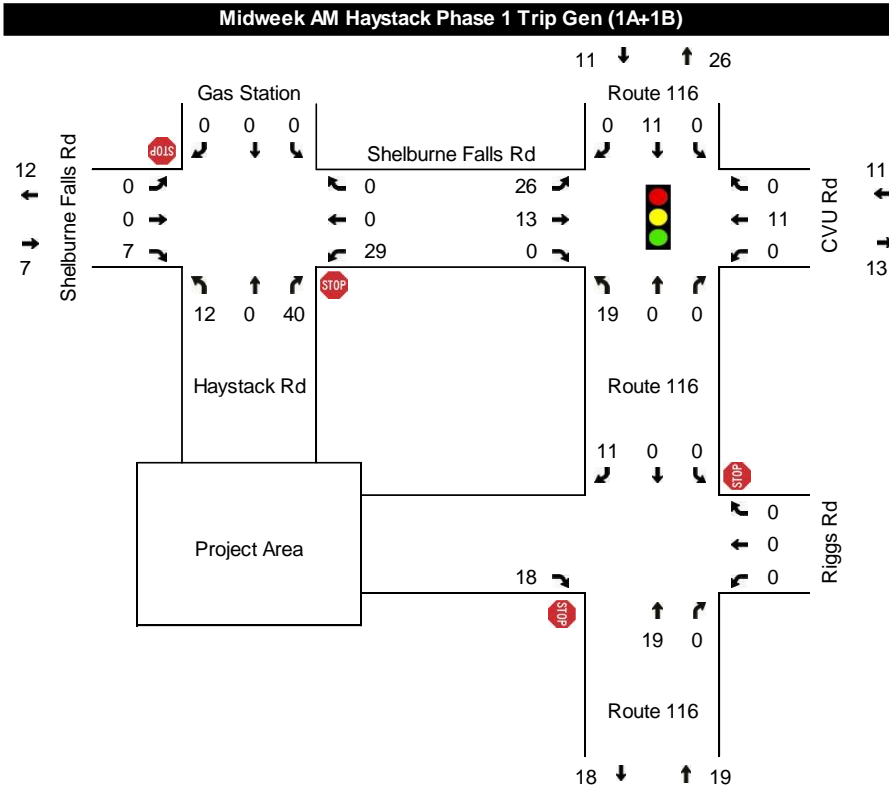 Midweek AM Haystack Phase 1 Trip Gen (1A+1B)
11 26
Gas Station Route 116
0 0 0 0 11 0
STOP
Shelburne Falls Rd
Shelburne Falls Rd
12 0 0 26 0 11
0 0 13 11
CVU Rd
7 7 29 0 0 13
STOP
12 0 40 19 0 0
Haystack Rd Route 116
11 0 0
STOP
0
Project Area 0
Riggs Rd
18 0
STOP
19 0
Route 116
18 19